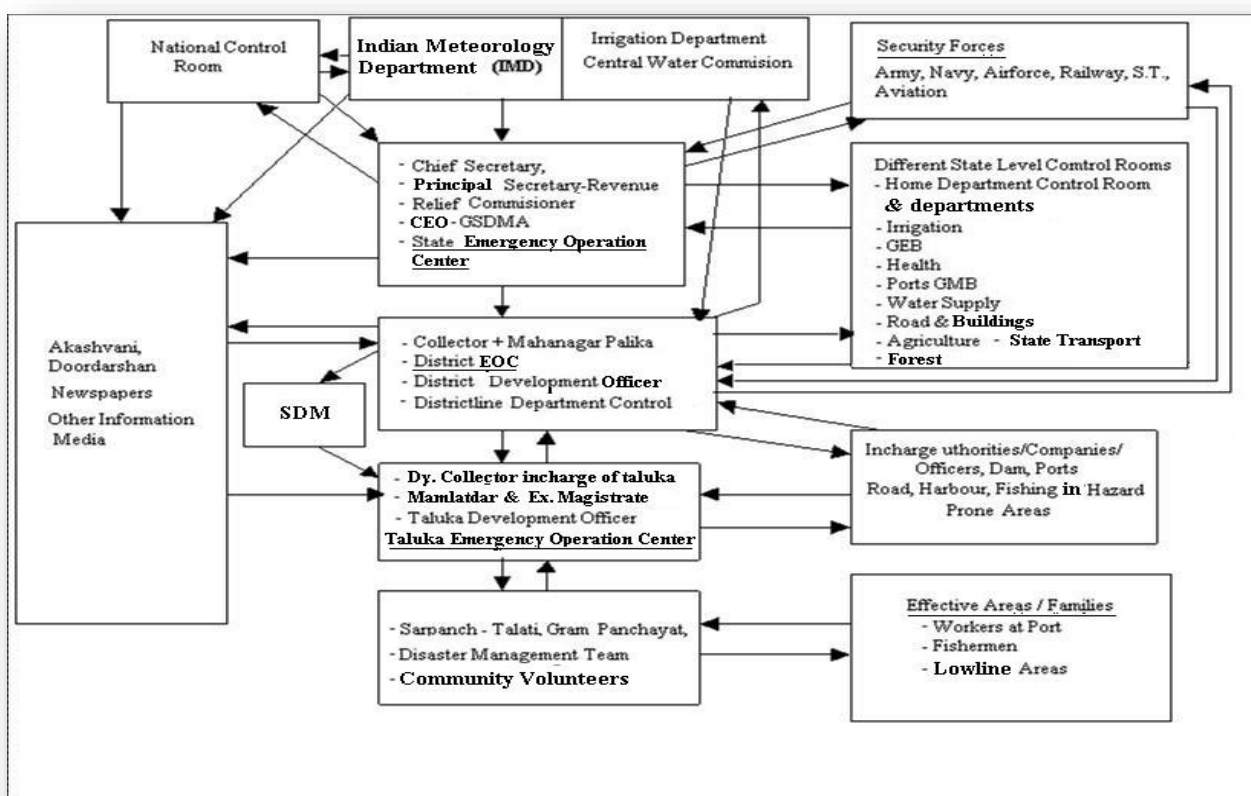 National Control
Room
Indian Meteorology
Department (IMD)
Irrigation Department
Central Water Commision
Security Forces
Army, Navy, Airforce, Railway, S.T.,
Aviation
- Chief Secretary,
- Principal Secretary-Revenue
- Relief Commisioner
- CEO-GSDMA
- State Emergency Operation
Center
Different State Level Comtrol Rooms
- Home Department Control Room
& departments
- Irrigation
- GEB
- Health
- Ports GMB
- Water Supply
- Road & Buildings
- Agriculture - State Transport
- Forest
Akashvani,
Doordarshan
Newspapers
Other Information
Media
- Collector + Mahanagar Palika
- District EOC
- District Development Officer
- Districtline Department Control
SDM
- Dy. Collector incharge of taluka
- Mamlatdar & Ex. Magistrate
- Taluka Development Officer
Taluka Emergency Operation Center
Incharge uthorities/Companies/
Officers, Dam, Ports
Road, Harbour, Fishing in Hazard
Prone Areas
- Sarpanch - Talati, Gram Panchayat,
- Disaster Management Team
- Community Volunteers
Effective Areas / Families
- Workers at Port
- Fishermen
- Lowline Areas